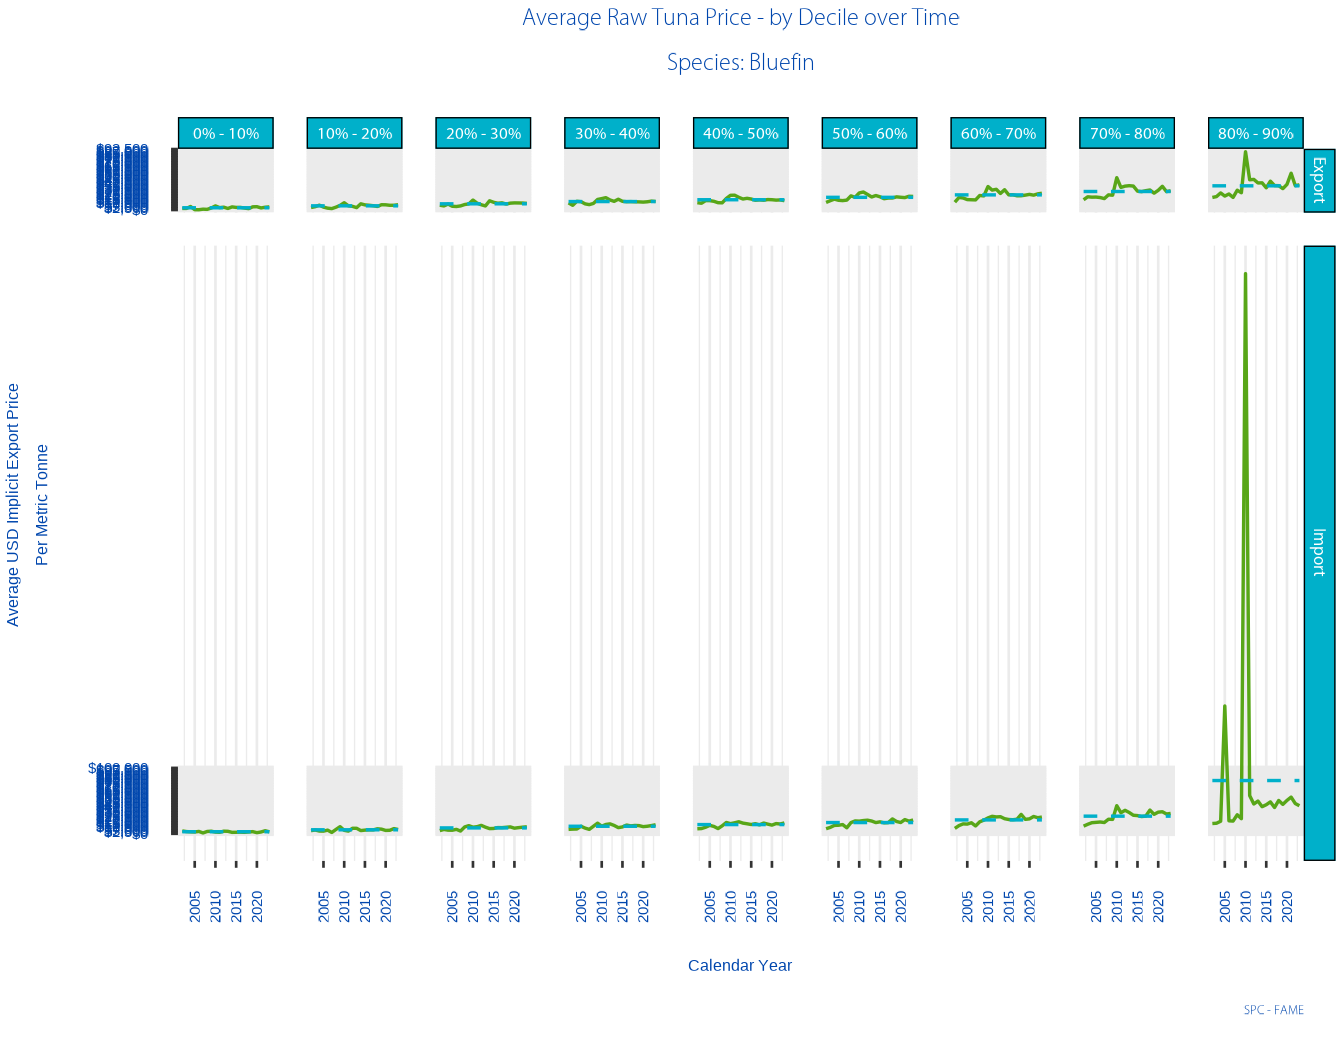 Average Raw Tuna Price - by Decile over Time
Species: Bluefin
0% - 10%
10% - 20%
20% - 30%
30% - 40%
40% - 50%
50% - 60%
60% - 70%
70% - 80%
80% - 90%
Export
$0
Import
$0
Average USD Implicit Export Price
Per Metric Tonne
2005 2010 2015 2020
2005 2010 2015 2020
2005 2010 2015 2020
2005 2010 2015 2020
2005 2010 2015 2020
2005 2010 2015 2020
2005 2010 2015 2020
2005 2010 2015 2020
2005 2010 2015 2020
Calendar Year
SPC - FAME